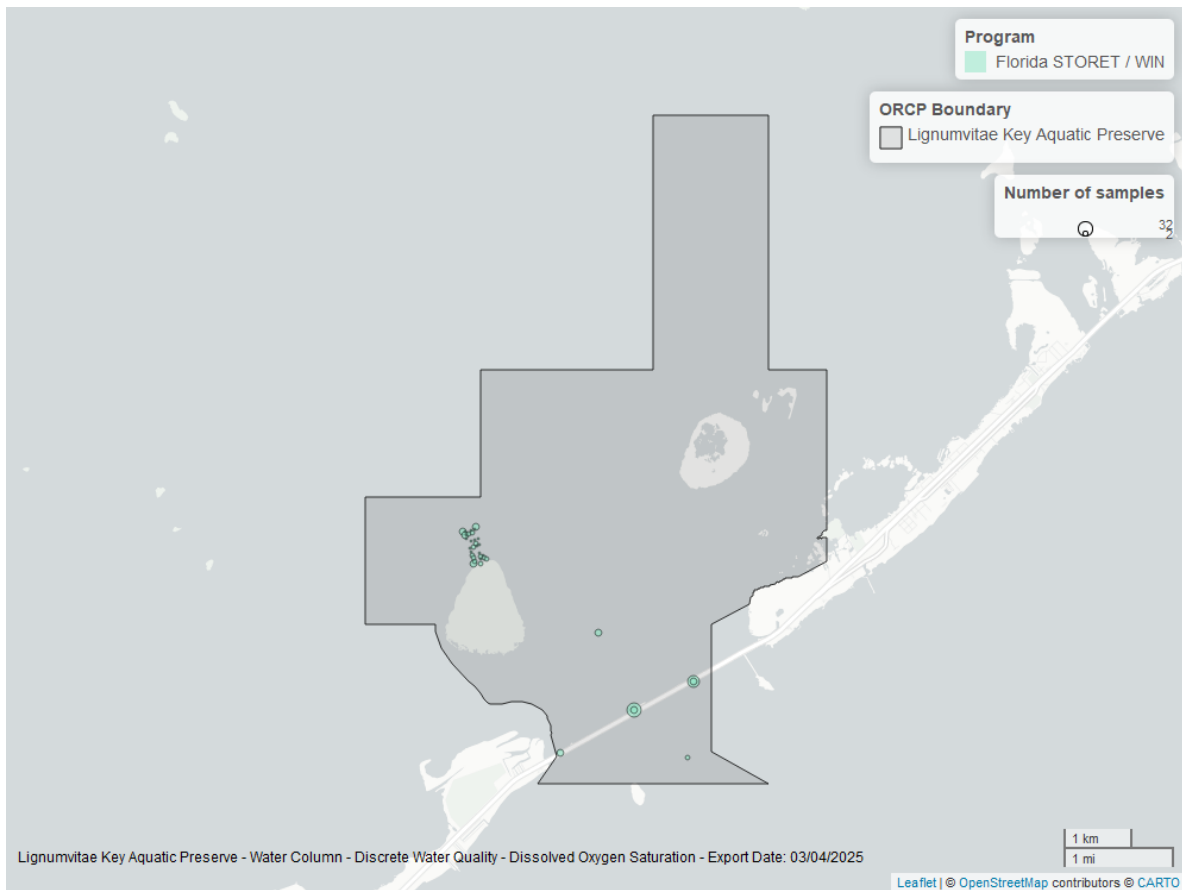 Program
Florida STORET / WIN
ORCP Boundary
Lignumvitae Key Aquatic Preserve
Number of samples
32
2
1 km
1 mi
Lignumvitae Key Aquatic Preserve - Water Column - Discrete Water Quality - Dissolved Oxygen Saturation - Export Date: 03/04/2025
Leaflet | © OpenStreetMap contributors © CARTO